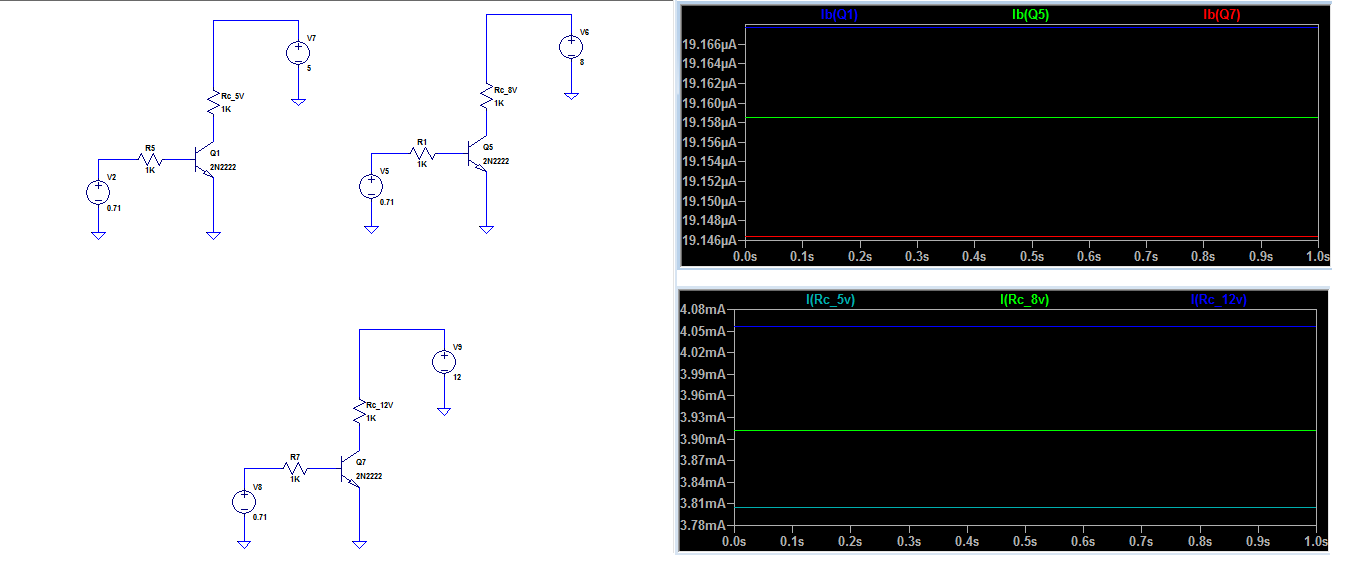 V7
5
Rc_5V
1K
R5
1K
Q1
2N2222
V2
0.71
V6
8
Rc_8V
1K
R1
1K
Q5
2N2222
V5
0.71
V9
12
Rc_12V
1K
R7
1K
Q7
2N2222
V8
0.71
Ib(Q1) Ib(Q5) Ib(Q7)
19.166µA
19.164µA
19.162µA
19.160µA
19.158µA
19.156µA
19.154µA
19.152µA
19.150µA
19.148µA
19.146µA
0.0s 0.1s 0.2s 0.3s 0.4s 0.5s 0.6s 0.7s 0.8s 0.9s 1.0s
I(Rc_5v) I(Rc_8v) I(Rc_12v)
4.08mA
4.05mA
4.02mA
3.99mA
3.96mA
3.93mA
3.90mA
3.87mA
3.84mA
3.81mA
3.78mA
0.0s 0.1s 0.2s 0.3s 0.4s 0.5s 0.6s 0.7s 0.8s 0.9s 1.0s